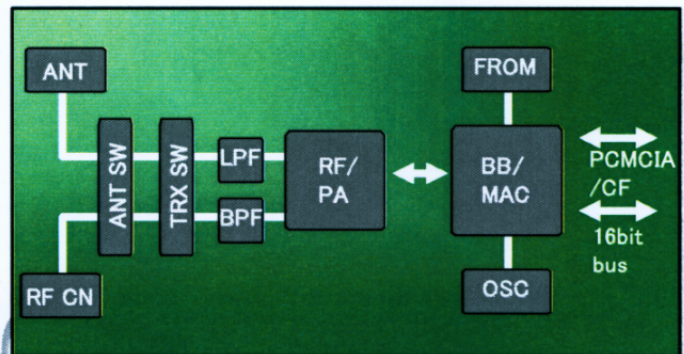 ANT
FROM
ANT SW
TRX SW
LPF
BPF
RF/
PA
BB/
MAC
PCMCIA
/CF
16bit
bus
RF CN
OSC